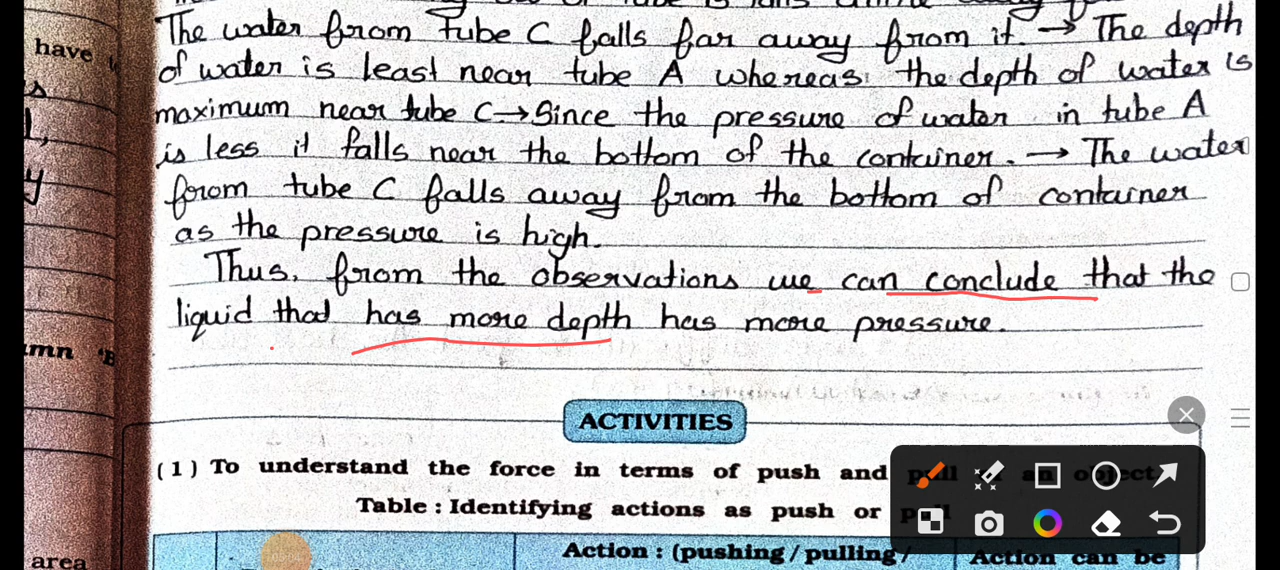 The water from Tube C falls far away from it. → The depth
of water is least near tube A whereas the depth of water is
maximum near tube C → Since the pressure of water in tube A
is less it falls near the bottom of the container. → The water
from tube C falls away from the bottom of container
as the pressure is high.
Thus, from the observations we can conclude that the
liquid that has more depth has more pressure.
have
mn 'B
area
ACTIVITIES
(1) To understand the force in terms of push and an object
Table : Identifying actions as push or
Action : (pushing / pulling /
Action can be